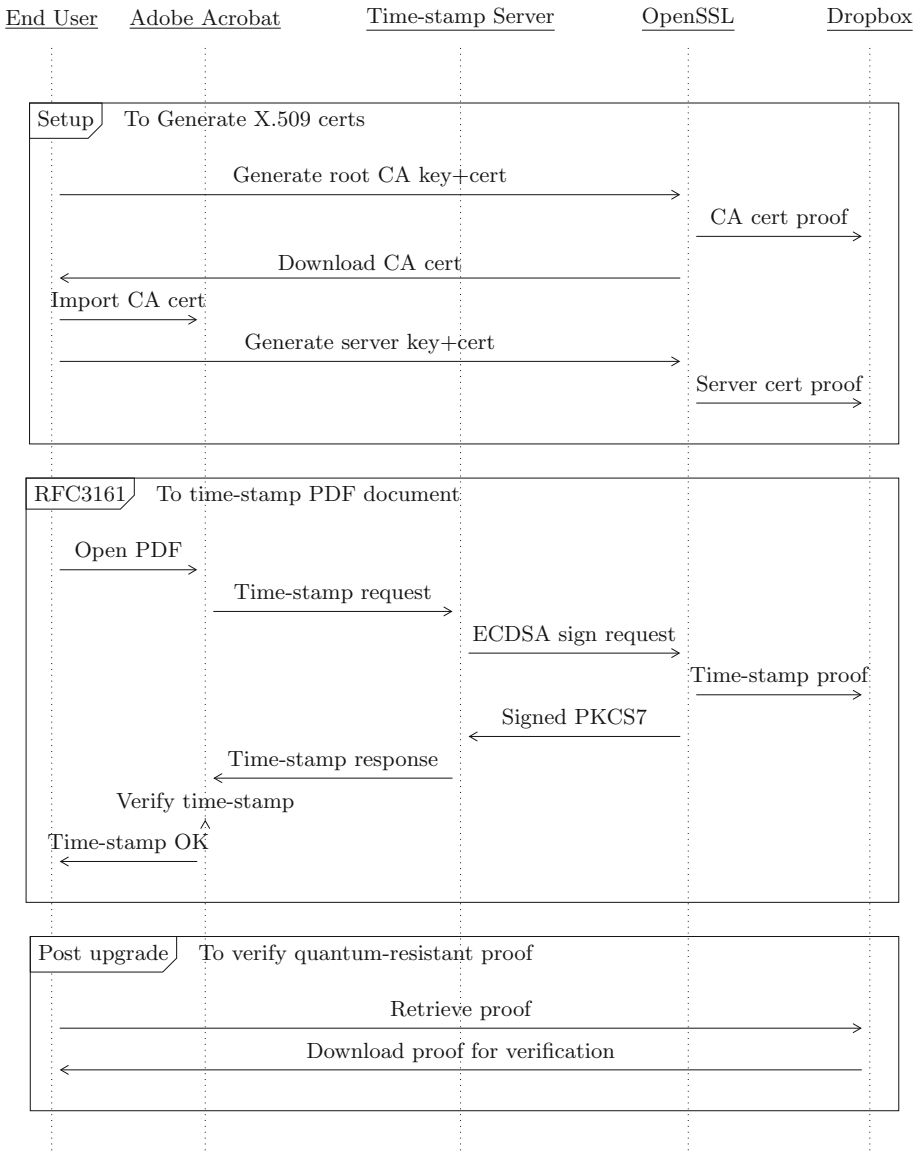 End User Adobe Acrobat Time-stamp Server OpenSSL Dropbox
Setup To Generate X.509 certs
Generate root CA key+cert
CA cert proof
Download CA cert
Import CA cert
Generate server key+cert
Server cert proof
RFC3161 To time-stamp PDF document
Open PDF
Time-stamp request
ECDSA sign request
Time-stamp proof
Signed PKCS7
Time-stamp response
Verify time-stamp
Time-stamp OK
Post upgrade To verify quantum-resistant proof
Retrieve proof
Download proof for verification